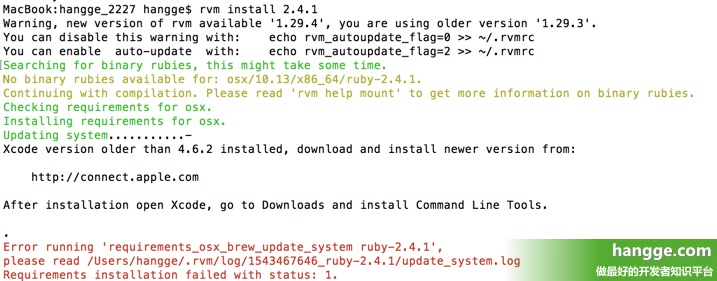 MacBook:hangge_2227 hangge$ rvm install 2.4.1
Warning, new version of rvm available '1.29.4', you are using older version '1.29.3'.
You can disable this warning with:    echo rvm_autoupdate_flag=0 >> ~/.rvmrc
You can enable  auto-update  with:    echo rvm_autoupdate_flag=2 >> ~/.rvmrc
Searching for binary rubies, this might take some time.
No binary rubies available for: osx/10.13/x86_64/ruby-2.4.1.
Continuing with compilation. Please read 'rvm help mount' to get more information on binary rubies.
Checking requirements for osx.
Installing requirements for osx.
Updating system...........-
Xcode version older than 4.6.2 installed, download and install newer version from:
http://connect.apple.com
After installation open Xcode, go to Downloads and install Command Line Tools.
.
Error running 'requirements_osx_brew_update_system ruby-2.4.1',
please read /Users/hangge/.rvm/log/1543467646_ruby-2.4.1/update_system.log
Requirements installation failed with status: 1.
hangge.com
做最好的开发者知识平台